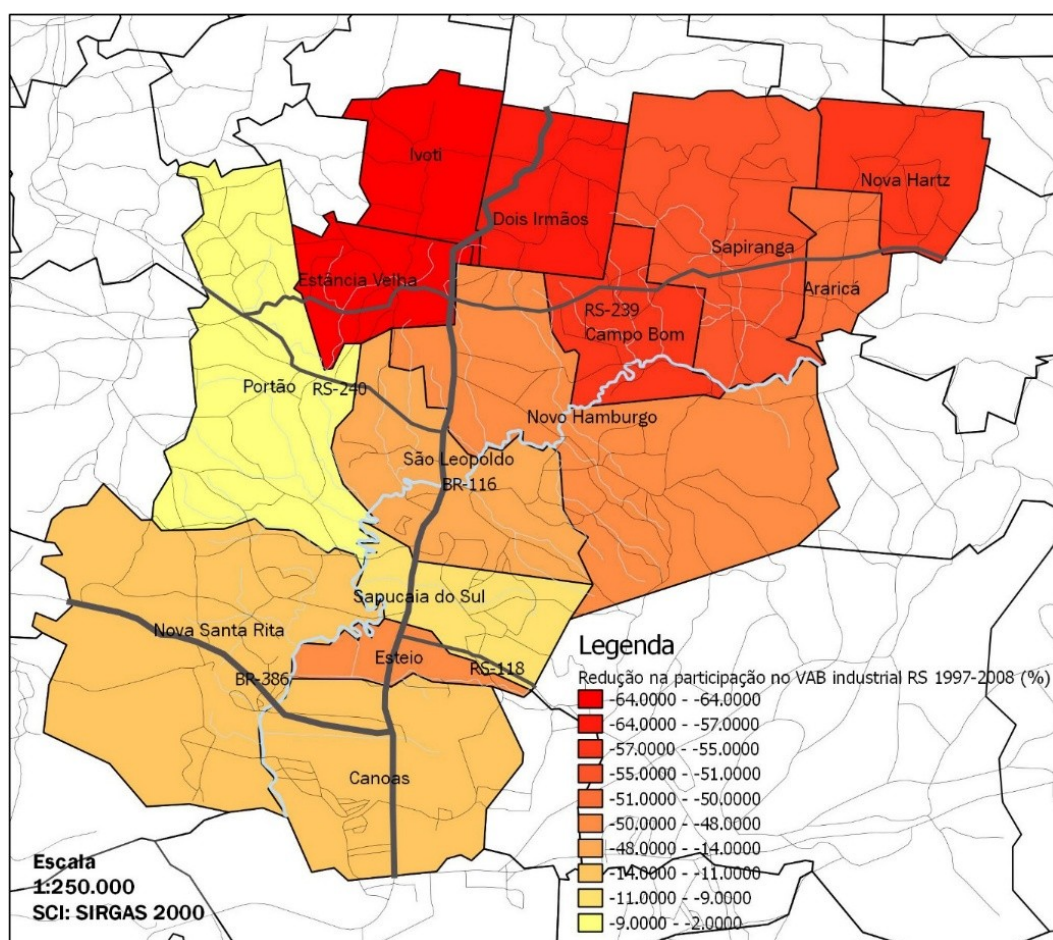 Ivoti
Nova Hartz
Dois Irmãos
Sapiranga
Estância Velha
Araricá
RS-239
Campo Bom
Portão
RS-240
Novo Hamburgo
São Leopoldo
BR-116
Sapucaia do Sul
Nova Santa Rita
Esteio
RS-118
BR-386
Canoas
Legenda
Redução na participação no VAB industrial RS 1997-2008 (%)
-64.0000 - -64.0000
-64.0000 - -57.0000
-57.0000 - -55.0000
-55.0000 - -51.0000
-51.0000 - -50.0000
-50.0000 - -48.0000
-48.0000 - -14.0000
-14.0000 - -11.0000
-11.0000 - -9.0000
-9.0000 - -2.0000
Escala
1:250.000
SCI: SIRGAS 2000